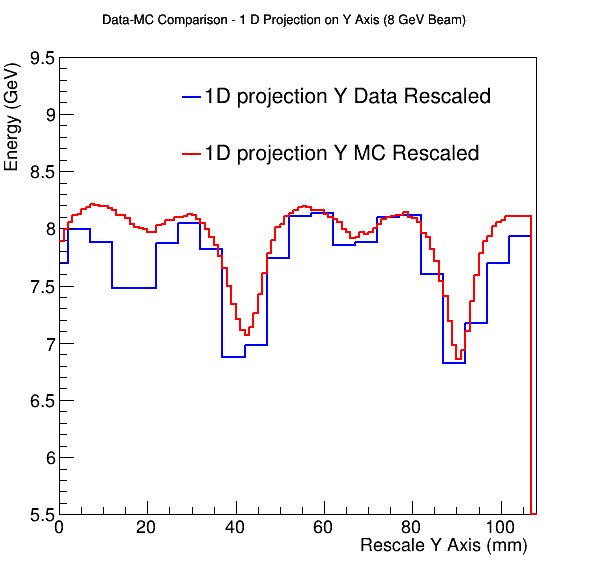 Data-MC Comparison - 1 D Projection on Y Axis (8 GeV Beam)
Energy (GeV)
9.5
9
8.5
8
7.5
7
6.5
6
5.5
1D projection Y Data Rescaled
1D projection Y MC Rescaled
0 20 40 60 80 100
Rescale Y Axis (mm)